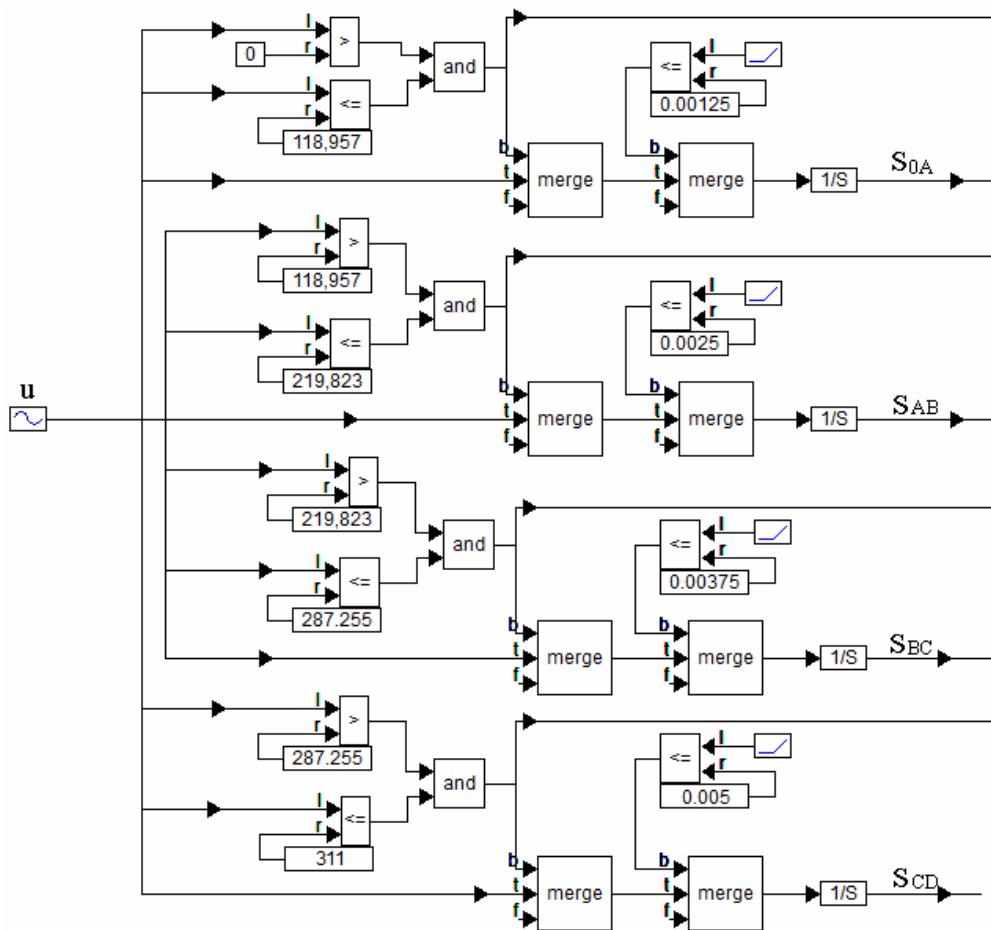 l
>
0
r
and
l
<=
r
118,957
l
<=
r
0.00125
b
t
f
merge
b
t
f
merge
1/S
S0A
l
>
r
118,957
and
l
<=
r
219,823
l
<=
r
0.0025
u
b
t
f
merge
b
t
f
merge
1/S
SAB
l
>
r
219,823
and
l
<=
r
287.255
l
<=
r
0.00375
b
t
f
merge
b
t
f
merge
1/S
SBC
l
>
r
287.255
and
l
<=
r
311
l
<=
r
0.005
b
t
f
merge
b
t
f
merge
1/S
SCD